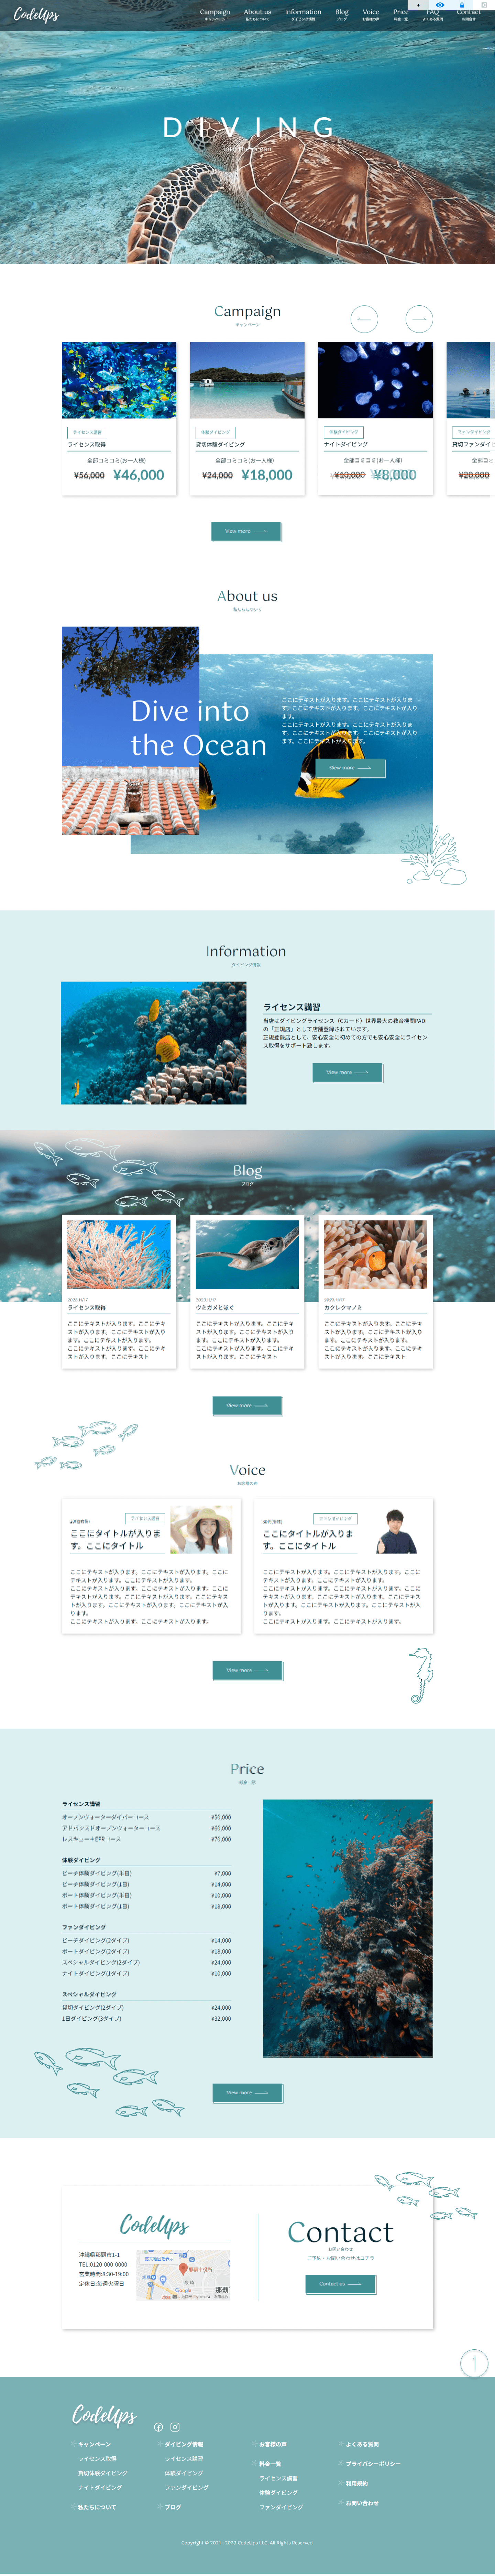 CodeUps
Campaign
キャンペーン
About us
私たちについて
Information
ダイビング情報
Blog
ブログ
Voice
お客様の声
Price
料金一覧
FAQ
よくある質問
Contact
お問合せ
DIVING
into the ocean
Campaign
キャンペーン
ライセンス講習
ライセンス取得
全部コミコミ(お一人様)
¥56,000 ¥46,000
体験ダイビング
貸切体験ダイビング
全部コミコミ(お一人様)
¥24,000 ¥18,000
体験ダイビング
ナイトダイビング
全部コミコミ(お一人様)
¥10,000 ¥8,000
ファンダイビング
貸切ファンダイビ
全部コミ
¥20,000
View more
About us
私たちについて
Dive into
the Ocean
ここにテキストが入ります。ここにテキストが入りま
す。ここにテキストが入ります。ここにテキストが入り
ます。
ここにテキストが入ります。ここにテキストが入りま
す。ここにテキストが入ります。ここにテキストが入り
ます。ここにテキストが入ります。
View more
Information
ダイビング情報
ライセンス講習
当店はダイビングライセンス（Cカード）世界最大の教育機関PADI
の「正規店」として店舗登録されています。
正規登録店として、安心安全に初めての方でも安心安全にライセン
ス取得をサポート致します。
View more
Blog
ブログ
2023.11/17
ライセンス取得
ここにテキストが入ります。ここにテキ
ストが入ります。ここにテキストが入り
ます。ここにテキストが入ります。
ここにテキストが入ります。ここにテキ
ストが入ります。ここにテキスト
2023.11/17
ウミガメと泳ぐ
ここにテキストが入ります。ここにテキ
ストが入ります。ここにテキストが入り
ます。ここにテキストが入ります。
ここにテキストが入ります。ここにテキ
ストが入ります。ここにテキスト
2023.11/17
カクレクマノミ
ここにテキストが入ります。ここにテキ
ストが入ります。ここにテキストが入り
ます。ここにテキストが入ります。
ここにテキストが入ります。ここにテキ
ストが入ります。ここにテキスト
View more
Voice
お客様の声
ライセンス講習
ここにタイトルが入りま
す。ここにタイトル
ここにテキストが入ります。ここにテキストが入ります。ここに
テキストが入ります。ここにテキストが入ります。
ここにテキストが入ります。ここにテキストが入ります。ここに
テキストが入ります。ここにテキストが入ります。ここにテキス
トが入ります。ここにテキストが入ります。ここにテキストが入
ります。
ここにテキストが入ります。ここにテキストが入ります。
ファンダイビング
ここにタイトルが入りま
す。ここにタイトル
ここにテキストが入ります。ここにテキストが入ります。ここに
テキストが入ります。ここにテキストが入ります。
ここにテキストが入ります。ここにテキストが入ります。ここに
テキストが入ります。ここにテキストが入ります。ここにテキス
トが入ります。ここにテキストが入ります。ここにテキストが入
ります。
ここにテキストが入ります。ここにテキストが入ります。
View more
Price
料金一覧
ライセンス講習
オープンウォーターダイバーコース ¥50,000
アドバンスドオープンウォーターコース ¥60,000
レスキュー＋EFRコース ¥70,000
体験ダイビング
ビーチ体験ダイビング(半日) ¥7,000
ビーチ体験ダイビング(1日) ¥14,000
ボート体験ダイビング(半日) ¥10,000
ボート体験ダイビング(1日) ¥18,000
ファンダイビング
ビーチダイビング(2ダイブ) ¥14,000
ボートダイビング(2ダイブ) ¥18,000
スペシャルダイビング(2ダイブ) ¥24,000
ナイトダイビング(1ダイブ) ¥10,000
スペシャルダイビング
貸切ダイビング(2ダイブ) ¥24,000
1日ダイビング(3ダイブ) ¥32,000
View more
CodeUps
沖縄県那覇市1-1
TEL:0120-000-0000
営業時間:8:30-19:00
定休日:毎週火曜日
那覇市役所
Google
那覇
Contact
お問い合わせ
ご予約・お問い合わせはコチラ
Contact us
CodeUps
キャンペーン
ライセンス取得
貸切体験ダイビング
ナイトダイビング
私たちについて
ダイビング情報
ライセンス講習
体験ダイビング
ファンダイビング
ブログ
お客様の声
料金一覧
ライセンス講習
体験ダイビング
ファンダイビング
よくある質問
プライバシーポリシー
利用規約
お問い合わせ
Copyright © 2021 - 2023 CodeUps LLC. All Rights Reserved.